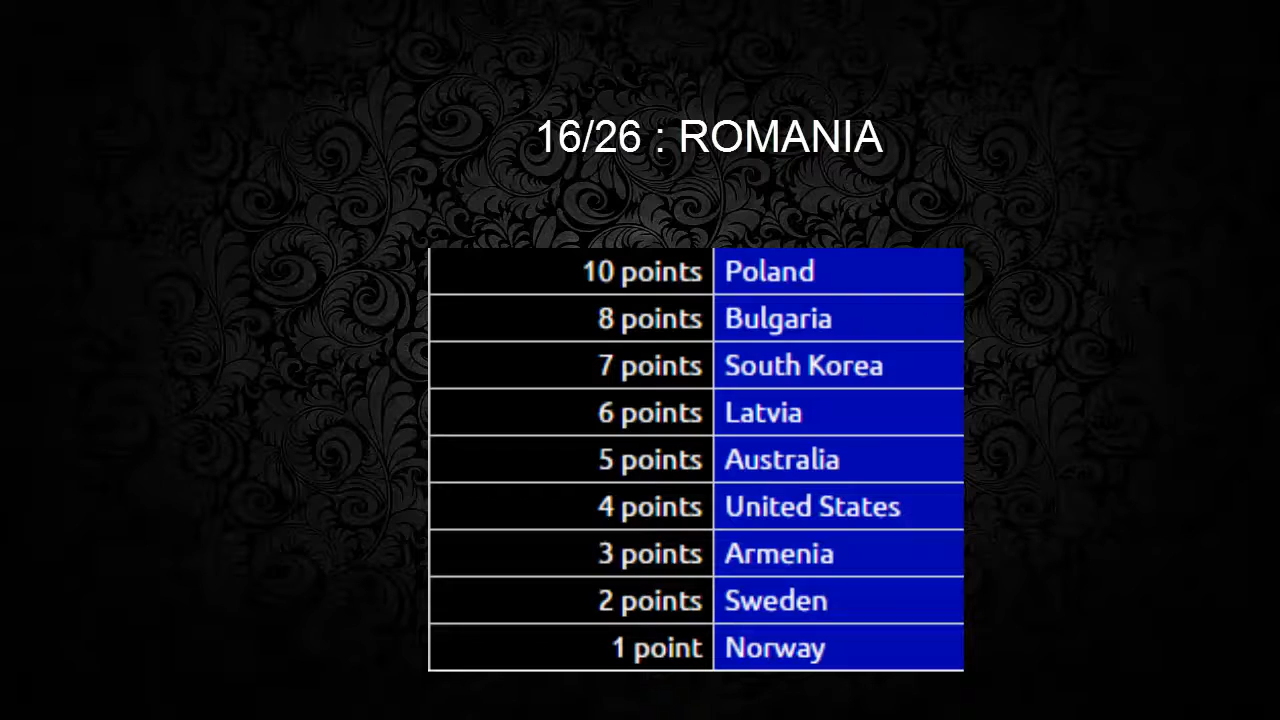 16/26 : ROMANIA
10 points Poland
8 points Bulgaria
7 points South Korea
6 points Latvia
5 points Australia
4 points United States
3 points Armenia
2 points Sweden
1 point Norway